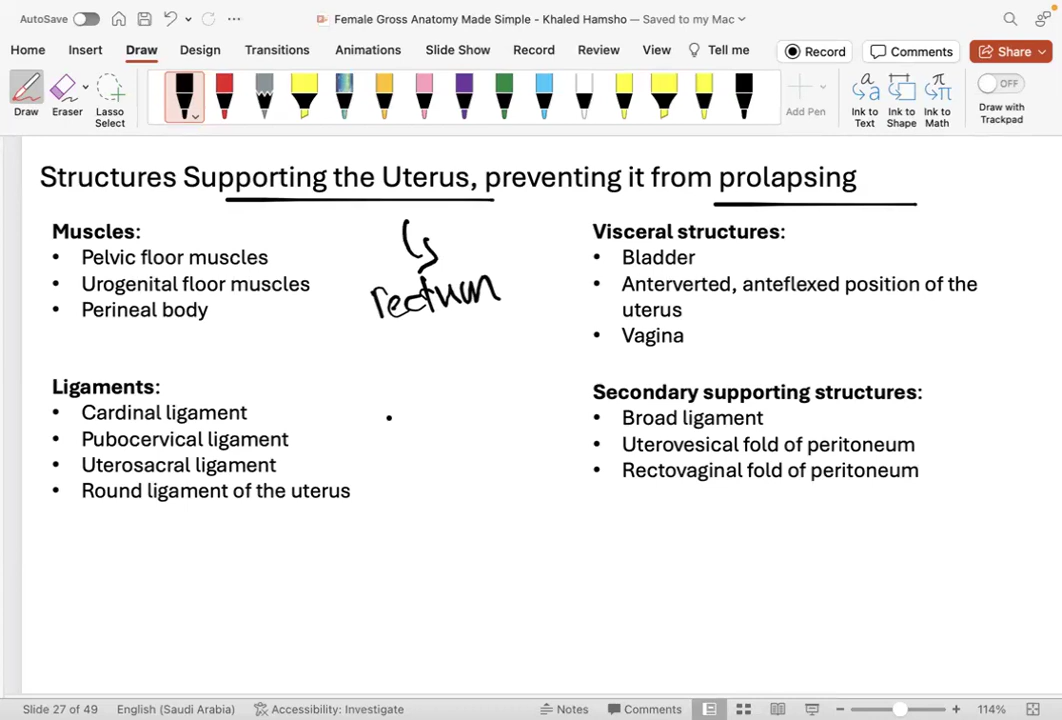 AutoSave
Female Gross Anatomy Made Simple - Khaled Hamsho — Saved to my Mac
Home Insert Draw Design Transitions Animations Slide Show Record Review View Tell me Record Comments Share
OFF
Draw Eraser Lasso Select Add Pen Ink to Text Ink to Shape Ink to Math Draw with Trackpad
Structures Supporting the Uterus, preventing it from prolapsing
Muscles:
• Pelvic floor muscles
• Urogenital floor muscles
• Perineal body
rectum
Ligaments:
• Cardinal ligament
• Pubocervical ligament
• Uterosacral ligament
• Round ligament of the uterus
Visceral structures:
• Bladder
• Anterverted, anteflexed position of the
uterus
• Vagina
Secondary supporting structures:
• Broad ligament
• Uterovesical fold of peritoneum
• Rectovaginal fold of peritoneum
Slide 27 of 49 English (Saudi Arabia) Accessibility: Investigate Notes Comments 114%